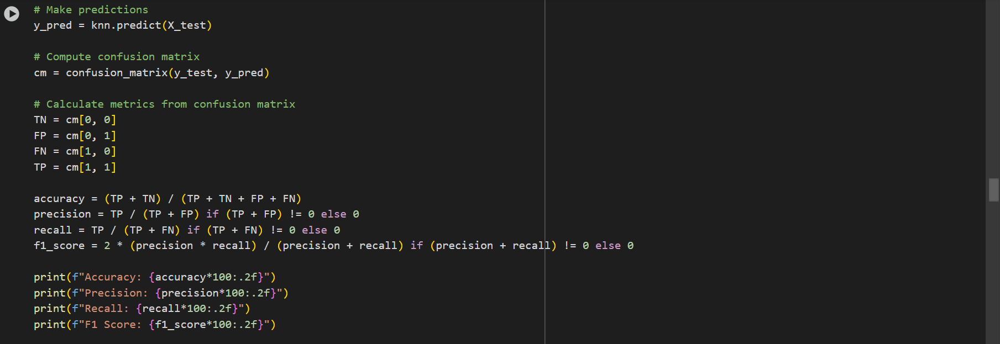 # Make predictions
y_pred = knn.predict(X_test)
# Compute confusion matrix
cm = confusion_matrix(y_test, y_pred)
# Calculate metrics from confusion matrix
TN = cm[0, 0]
FP = cm[0, 1]
FN = cm[1, 0]
TP = cm[1, 1]
accuracy = (TP + TN) / (TP + TN + FP + FN)
precision = TP / (TP + FP) if (TP + FP) != 0 else 0
recall = TP / (TP + FN) if (TP + FN) != 0 else 0
f1_score = 2 * (precision * recall) / (precision + recall) if (precision + recall) != 0 else 0
print(f"Accuracy: {accuracy*100:.2f}")
print(f"Precision: {precision*100:.2f}")
print(f"Recall: {recall*100:.2f}")
print(f"F1 Score: {f1_score*100:.2f}")